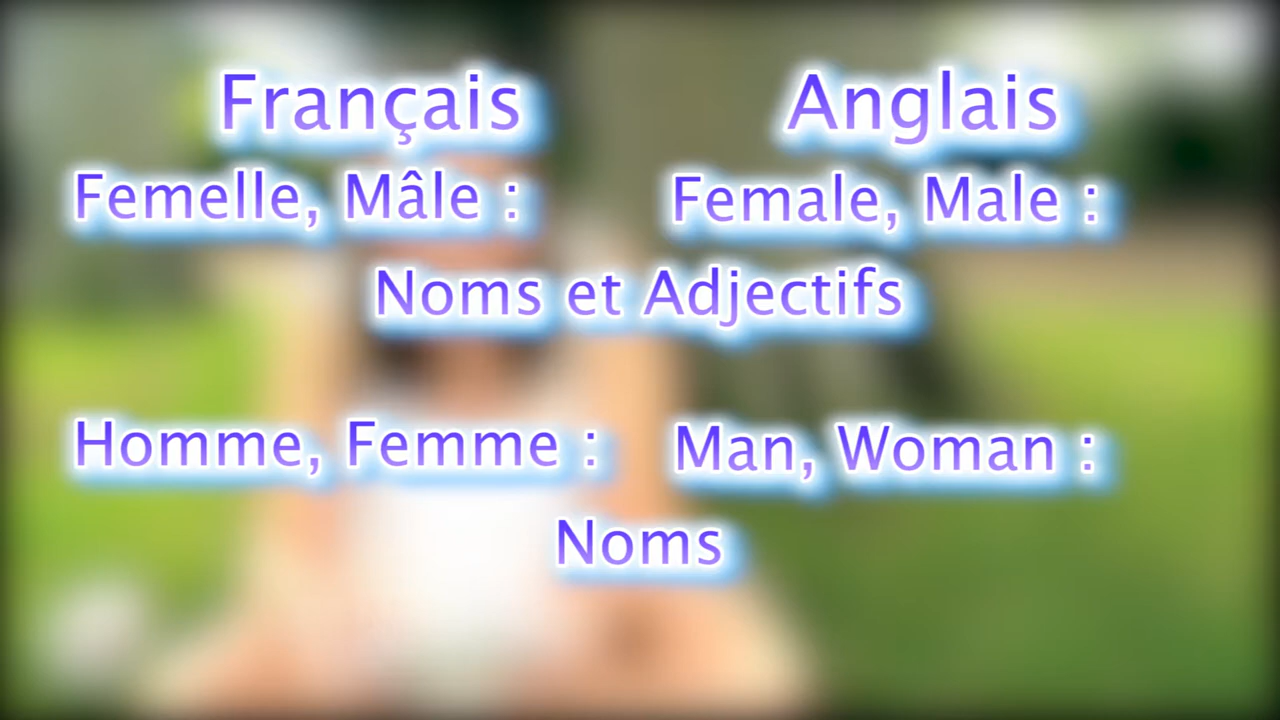 Français Anglais
Femelle, Mâle : Female, Male :
Noms et Adjectifs
Homme, Femme : Man, Woman :
Noms